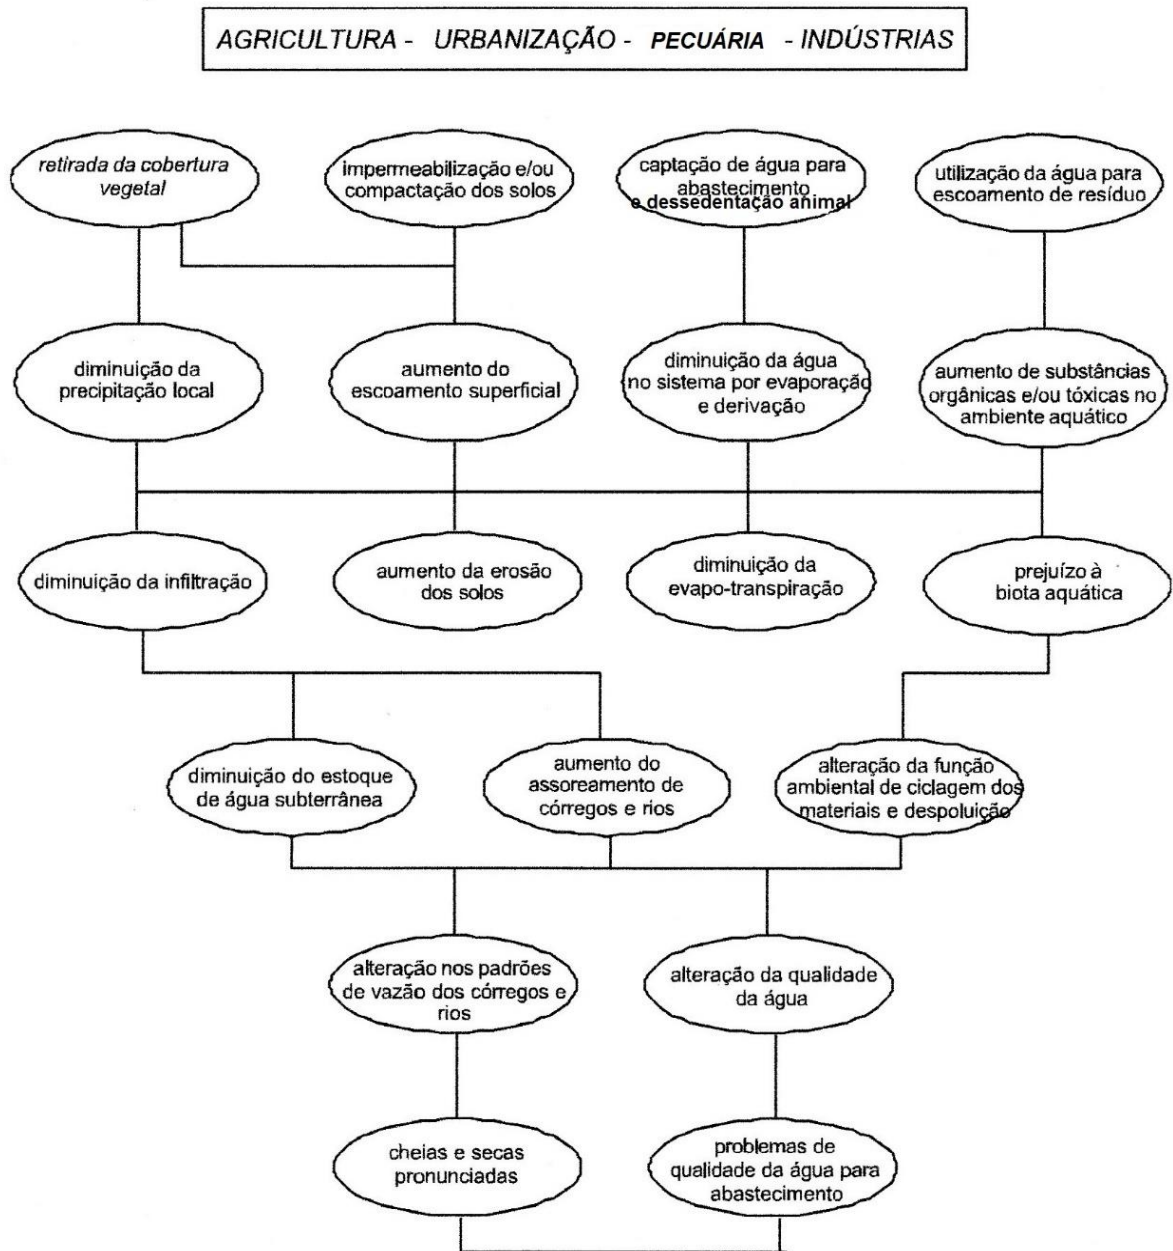 AGRICULTURA - URBANIZAÇÃO - PECUÁRIA - INDÚSTRIAS
retirada da cobertura
vegetal
impermeabilização e/ou
compactação dos solos
captação de água para
abastecimento
e dessedentação animal
utilização da água para
escoamento de resíduo
diminuição da
precipitação local
aumento do
escoamento superficial
diminuição da água
no sistema por evaporação
e derivação
aumento de substâncias
orgânicas e/ou tóxicas no
ambiente aquático
diminuição da infiltração
aumento da erosão
dos solos
diminuição da
evapo-transpiração
prejuízo à
biota aquática
diminuição do estoque
de água subterrânea
aumento do
assoreamento de
córregos e rios
alteração da função
ambiental de ciclagem dos
materiais e despoluição
alteração nos padrões
de vazão dos córregos e
rios
alteração da qualidade
da água
cheias e secas
pronunciadas
problemas de
qualidade da água para
abastecimento